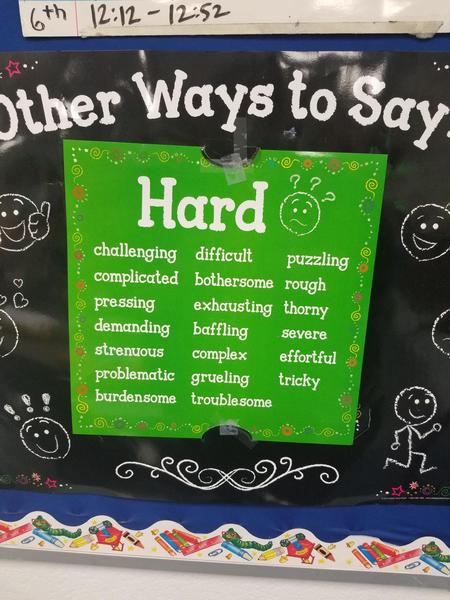 6th 12:12 - 12:52
Other Ways to Say:
Hard
? ? ?
challenging difficult puzzling
complicated bothersome rough
pressing exhausting thorny
demanding baffling severe
strenuous complex effortful
problematic grueling tricky
burdensome troublesome
! ! !